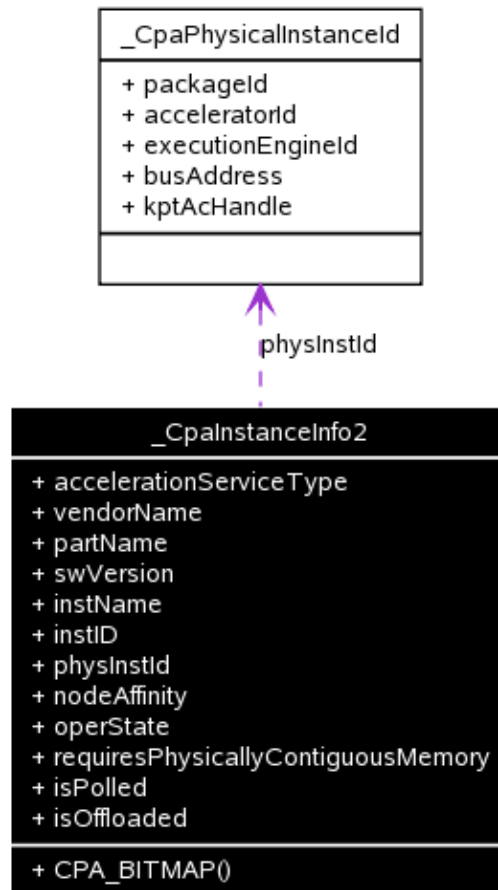 _CpaPhysicalInstanceId
+ packageId
+ acceleratorId
+ executionEngineId
+ busAddress
+ kptAcHandle
physInstId
_CpaInstanceInfo2
+ accelerationServiceType
+ vendorName
+ partName
+ swVersion
+ instName
+ instID
+ physInstId
+ nodeAffinity
+ operState
+ requiresPhysicallyContiguousMemory
+ isPolled
+ isOffloaded
+ CPA_BITMAP()